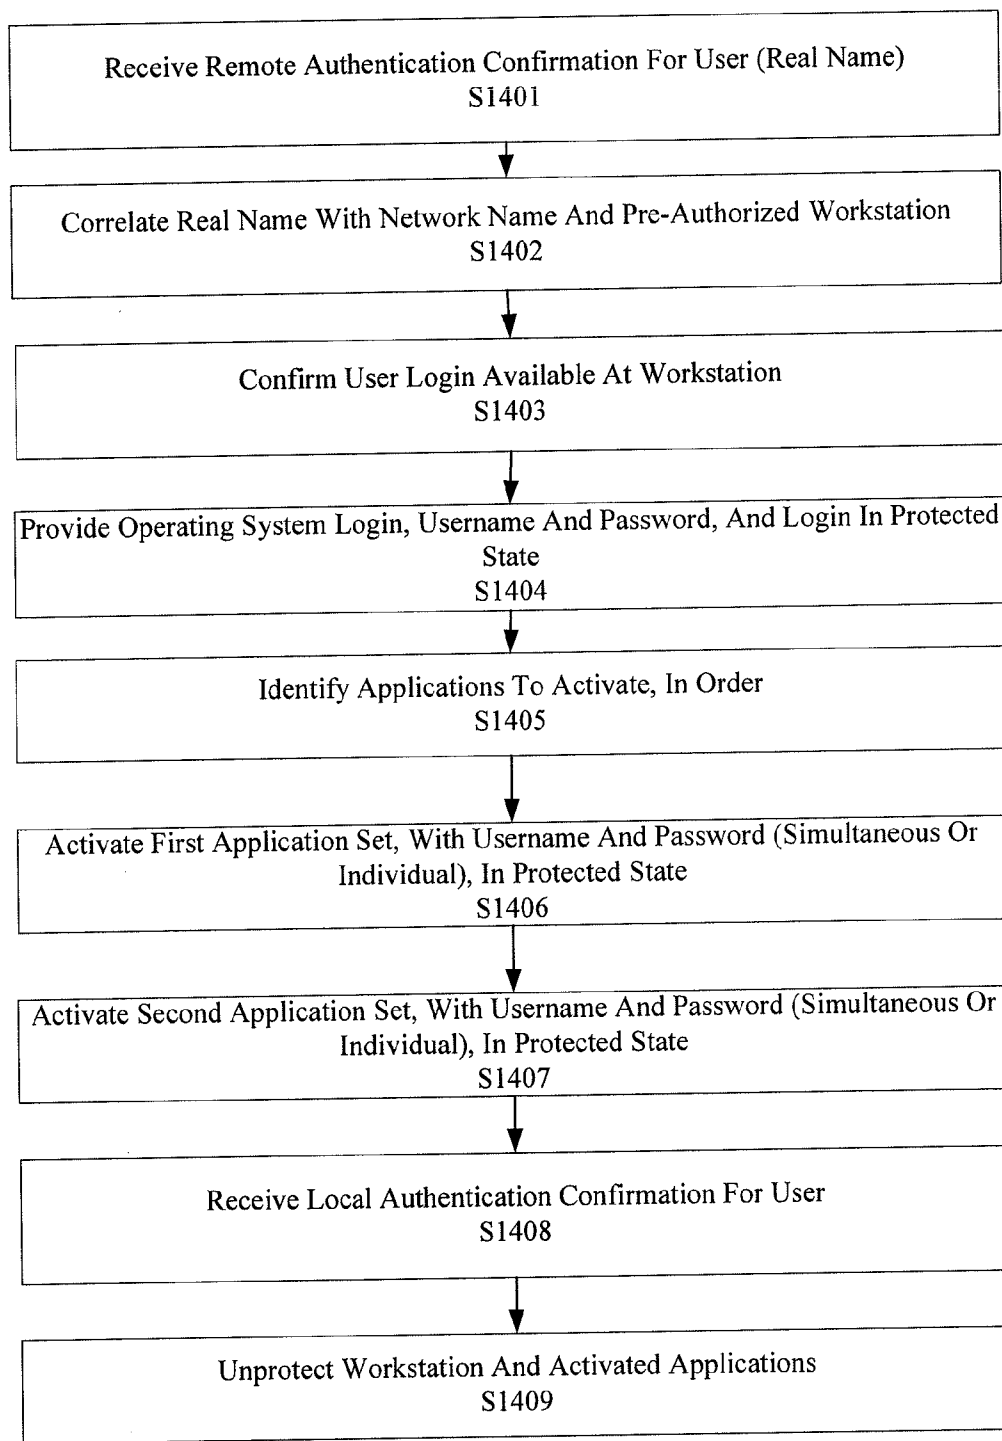 Receive Remote Authentication Confirmation For User (Real Name)
S1401
Correlate Real Name With Network Name And Pre-Authorized Workstation
S1402
Confirm User Login Available At Workstation
S1403
Provide Operating System Login, Username And Password, And Login In Protected
State
S1404
Identify Applications To Activate, In Order
S1405
Activate First Application Set, With Username And Password (Simultaneous Or
Individual), In Protected State
S1406
Activate Second Application Set, With Username And Password (Simultaneous Or
Individual), In Protected State
S1407
Receive Local Authentication Confirmation For User
S1408
Unprotect Workstation And Activated Applications
S1409